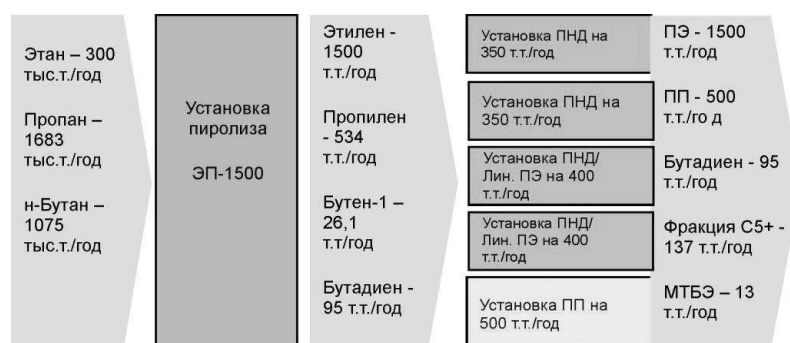 Этан – 300
тыс.т./год
Пропан –
1683
тыс.т./год
н-Бутан –
1075
тыс.т./год
Установка
пиролиза
ЭП-1500
Этилен -
1500
т.т./год
Пропилен
- 534
т.т./год
Бутен-1 –
26,1
т.т/год
Бутадиен -
95 т.т./год
Установка ПНД на
350 т.т./год
Установка ПНД на
350 т.т./год
Установка ПНД/
Лин. ПЭ на 400
т.т./год
Установка ПНД/
Лин. ПЭ на 400
т.т./год
Установка ПП на
500 т.т./год
ПЭ - 1500
т.т./год
ПП - 500
т.т./го д
Бутадиен - 95
т.т./год
Фракция С5+ -
137 т.т./год
МТБЭ – 13
т.т./год